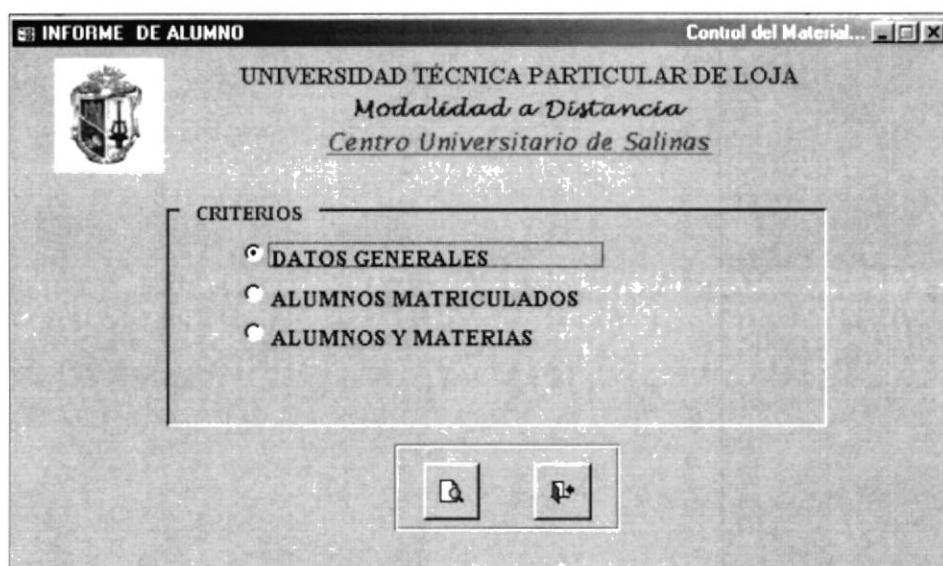 INFORME DE ALUMNO Control del Material...
UNIVERSIDAD TÉCNICA PARTICULAR DE LOJA
Modalidad a Distancia
Centro Universitario de Salinas
CRITERIOS
DATOS GENERALES
ALUMNOS MATRICULADOS
ALUMNOS Y MATERIAS